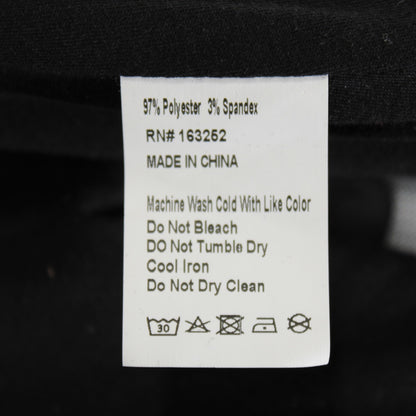 97% Polyester 3% Spandex
RN# 163252
MADE IN CHINA
Machine Wash Cold With Like Color
Do Not Bleach
DO Not Tumble Dry
Cool Iron
Do Not Dry Clean
30